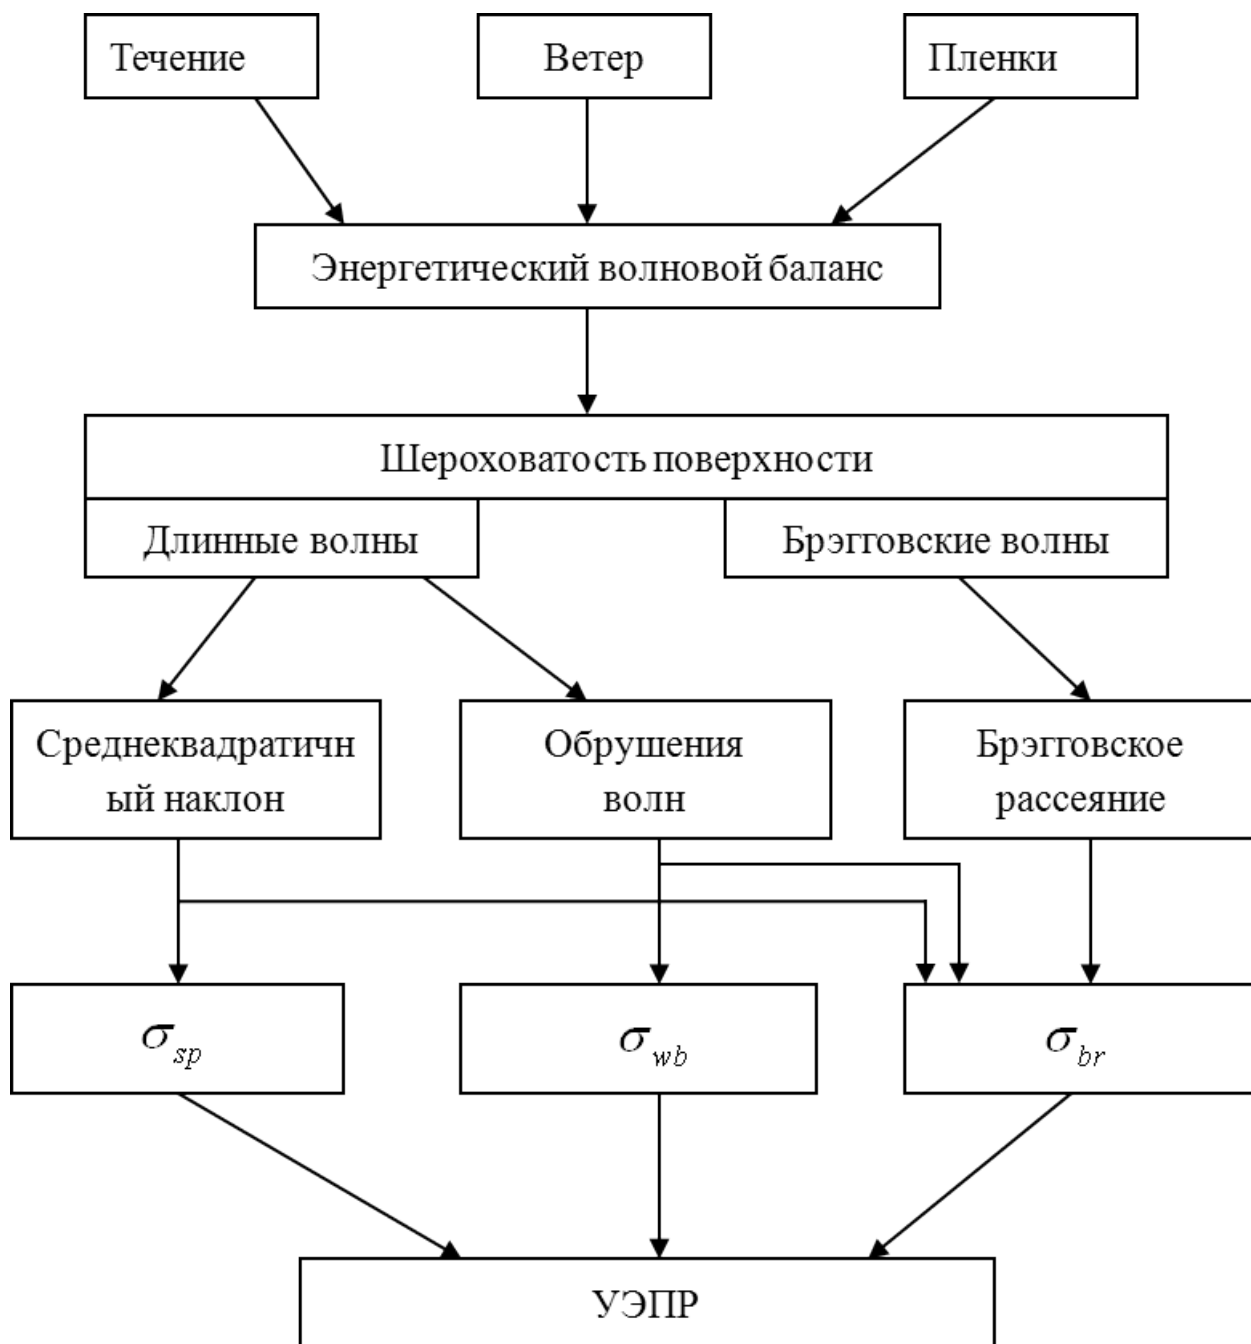 Течение
Ветер
Пленки
Энергетический волновой баланс
Шероховатость поверхности
Длинные волны
Брэгговские волны
Среднеквадратичн
ый наклон
Обрушения
волн
Брэгговское
рассеяние
σsp
σwb
σbr
УЭПР